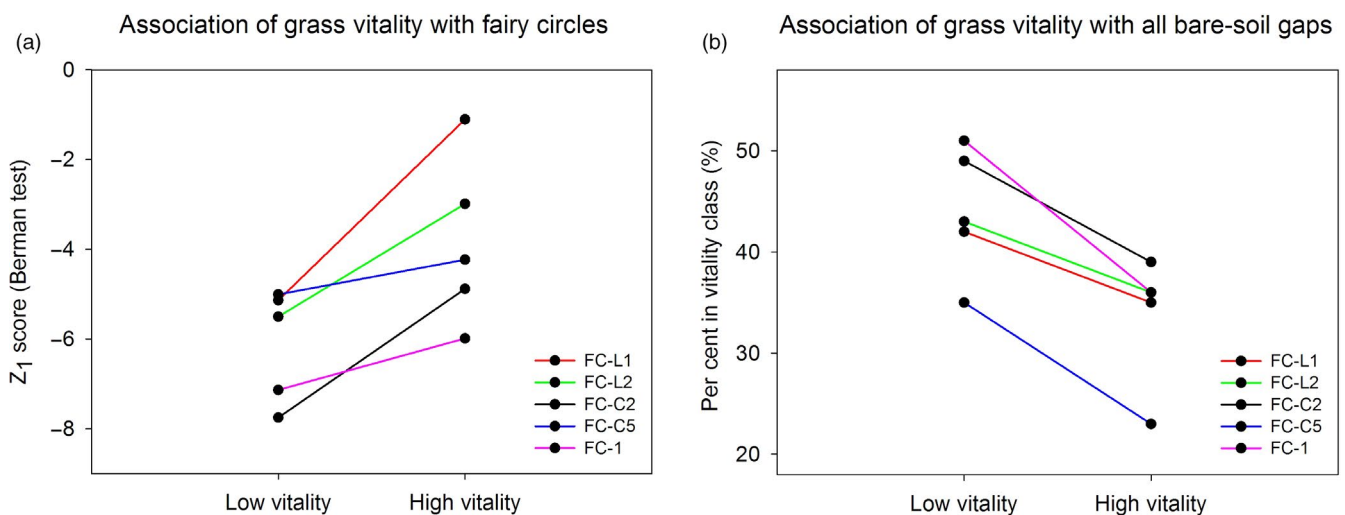 (a)
Association of grass vitality with fairy circles
0
−2
−4
−6
−8
Z1 score (Berman test)
FC-L1
FC-L2
FC-C2
FC-C5
FC-1
Low vitality
High vitality
(b)
Association of grass vitality with all bare-soil gaps
50
40
30
20
Per cent in vitality class (%)
FC-L1
FC-L2
FC-C2
FC-C5
FC-1
Low vitality
High vitality